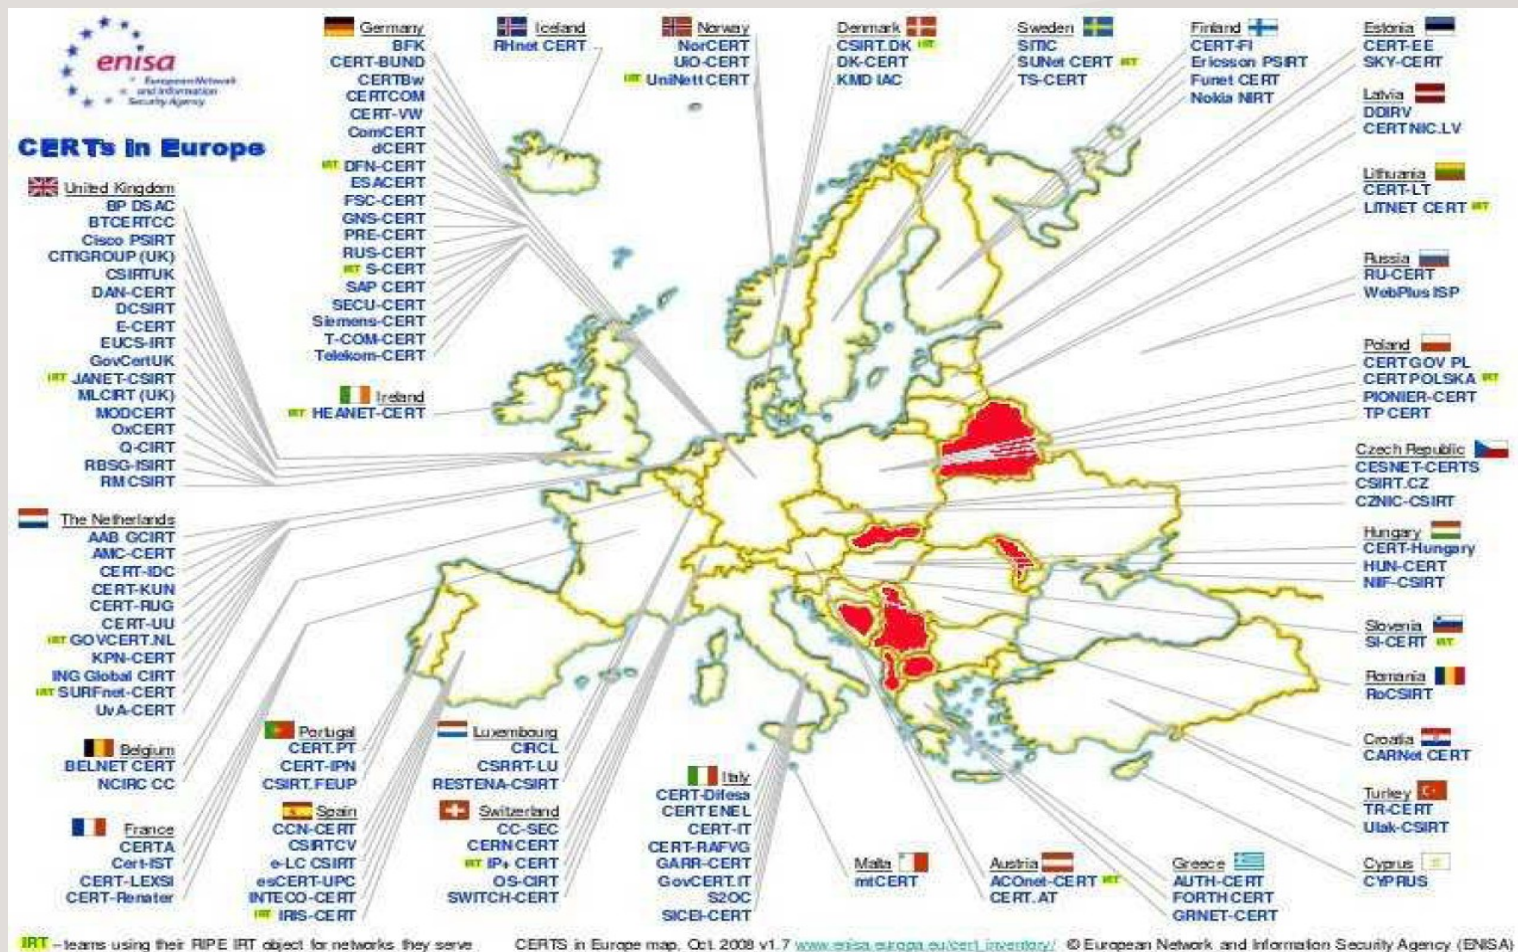 enisa
European Network
and Information
Security Agency
CERTs in Europe
United Kingdom
BP DSAC
BTCERTCC
Cisco PSIRT
CITIGROUP (UK)
CSIRTUK
DAN-CERT
DCSIRT
E-CERT
EUCS-IRT
GovCertUK
IRT JANET-CSIRT
MLCIRT (UK)
MODCERT
OxCERT
Q-CIRT
RBSG-ISIRT
RM CSIRT
The Netherlands
AAB GCIRT
AMC-CERT
CERT-IDC
CERT-KUN
CERT-RUG
CERT-UU
IRT GOVCERT.NL
KPN-CERT
ING Global CIRT
IRT SURFnet-CERT
UvA-CERT
Belgium
BELNET CERT
NCIRC CC
France
CERTA
Cert-IST
CERT-LEXSI
CERT-Renater
Germany
BFK
CERT-BUND
CERTBw
CERTCOM
CERT-VW
ComCERT
dCERT
IRT DFN-CERT
ESACERT
FSC-CERT
GNS-CERT
PRE-CERT
RUS-CERT
IRT S-CERT
SAP CERT
SECU-CERT
Siemens-CERT
T-COM-CERT
Telekom-CERT
Ireland
IRT HEANET-CERT
Iceland
RHnet CERT
Norway
NorCERT
UiO-CERT
IRT UniNett CERT
Denmark
CSIRT.DK IRT
DK-CERT
KMD IAC
Sweden
SITIC
SUNet CERT IRT
TS-CERT
Finland
CERT-FI
Ericsson PSIRT
Funet CERT
Nokia NIRT
Estonia
CERT-EE
SKY-CERT
Latvia
DDIRV
CERT NIC.LV
Lithuania
CERT-LT
LITNET CERT IRT
Russia
RU-CERT
WebPlus ISP
Poland
CERT GOV PL
CERT POLSKA IRT
PIONIER-CERT
TP CERT
Czech Republic
CESNET-CERTS
CSIRT.CZ
CZNIC-CSIRT
Hungary
CERT-Hungary
HUN-CERT
NIIF-CSIRT
Slovenia
SI-CERT IRT
Romania
RoCSIRT
Croatia
CARNet CERT
Turkey
TR-CERT
Ulak-CSIRT
Cyprus
CYPRUS
Portugal
CERT.PT
CERT-IPN
CSIRT.FEUP
Spain
CCN-CERT
CSIRTCV
e-LC CSIRT
esCERT-UPC
INTECO-CERT
IRT IRIS-CERT
Luxembourg
CIRCL
CSRRT-LU
RESTENA-CSIRT
Switzerland
CC-SEC
CERN CERT
IRT IP+ CERT
OS-CIRT
SWITCH-CERT
Italy
CERT-Difesa
CERT ENEL
CERT-IT
CERT-RAFVG
GARR-CERT
GovCERT.IT
S2OC
SICEI-CERT
Malta
mtCERT
Austria
ACOnet-CERT IRT
CERT.AT
Greece
AUTH-CERT
FORTH CERT
GRNET-CERT
IRT – teams using their RIPE IRT object for networks they serve
CERTS in Europe map, Oct. 2008 v1.7 www.enisa.europa.eu/cert_inventory/ © European Network and Information Security Agency (ENISA)